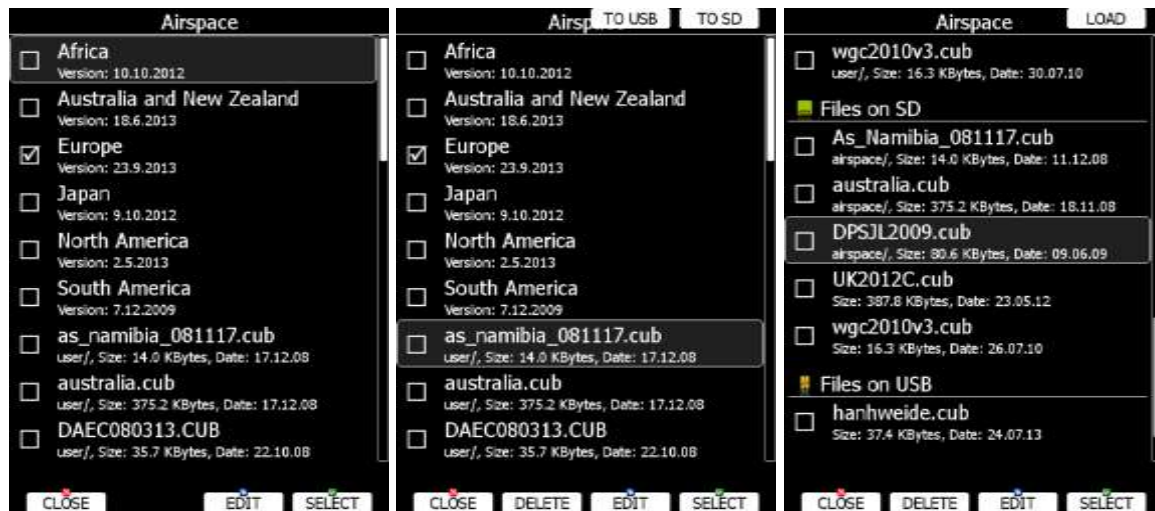 Airspace
Africa
Version: 10.10.2012
Australia and New Zealand
Version: 18.6.2013
Europe
Version: 23.9.2013
Japan
Version: 9.10.2012
North America
Version: 2.5.2013
South America
Version: 7.12.2009
as_namibia_081117.cub
user/, Size: 14.0 KBytes, Date: 17.12.08
australia.cub
user/, Size: 375.2 KBytes, Date: 17.12.08
DAEC080313.CUB
user/, Size: 35.7 KBytes, Date: 22.10.08
CLOSE EDIT SELECT
Airsp TO USB TO SD
Africa
Version: 10.10.2012
Australia and New Zealand
Version: 18.6.2013
Europe
Version: 23.9.2013
Japan
Version: 9.10.2012
North America
Version: 2.5.2013
South America
Version: 7.12.2009
as_namibia_081117.cub
user/, Size: 14.0 KBytes, Date: 17.12.08
australia.cub
user/, Size: 375.2 KBytes, Date: 17.12.08
DAEC080313.CUB
user/, Size: 35.7 KBytes, Date: 22.10.08
CLOSE DELETE EDIT SELECT
Airspace LOAD
wgc2010v3.cub
user/, Size: 16.3 KBytes, Date: 30.07.10
Files on SD
As_Namibia_081117.cub
airspace/, Size: 14.0 KBytes, Date: 11.12.08
australia.cub
airspace/, Size: 375.2 KBytes, Date: 18.11.08
DPSJL2009.cub
airspace/, Size: 80.6 KBytes, Date: 09.06.09
UK2012C.cub
Size: 387.8 KBytes, Date: 23.05.12
wgc2010v3.cub
Size: 16.3 KBytes, Date: 26.07.10
Files on USB
hanhweide.cub
Size: 37.4 KBytes, Date: 24.07.13
CLOSE DELETE EDIT SELECT